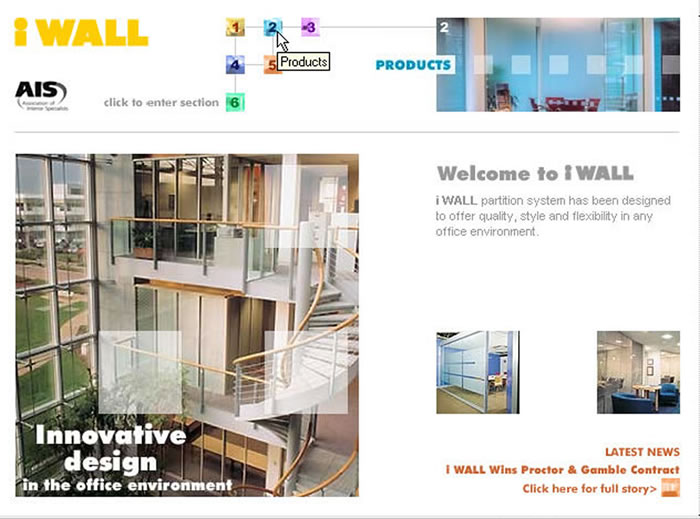 i WALL
1
2
3
2
4
5
Products
PRODUCTS
AIS
Association of
Interior Specialists
click to enter section
6
Welcome to i WALL
i WALL partition system has been designed
to offer quality, style and flexibility in any
office environment.
Innovative
design
in the office environment
LATEST NEWS
i WALL Wins Proctor & Gamble Contract
Click here for full story>